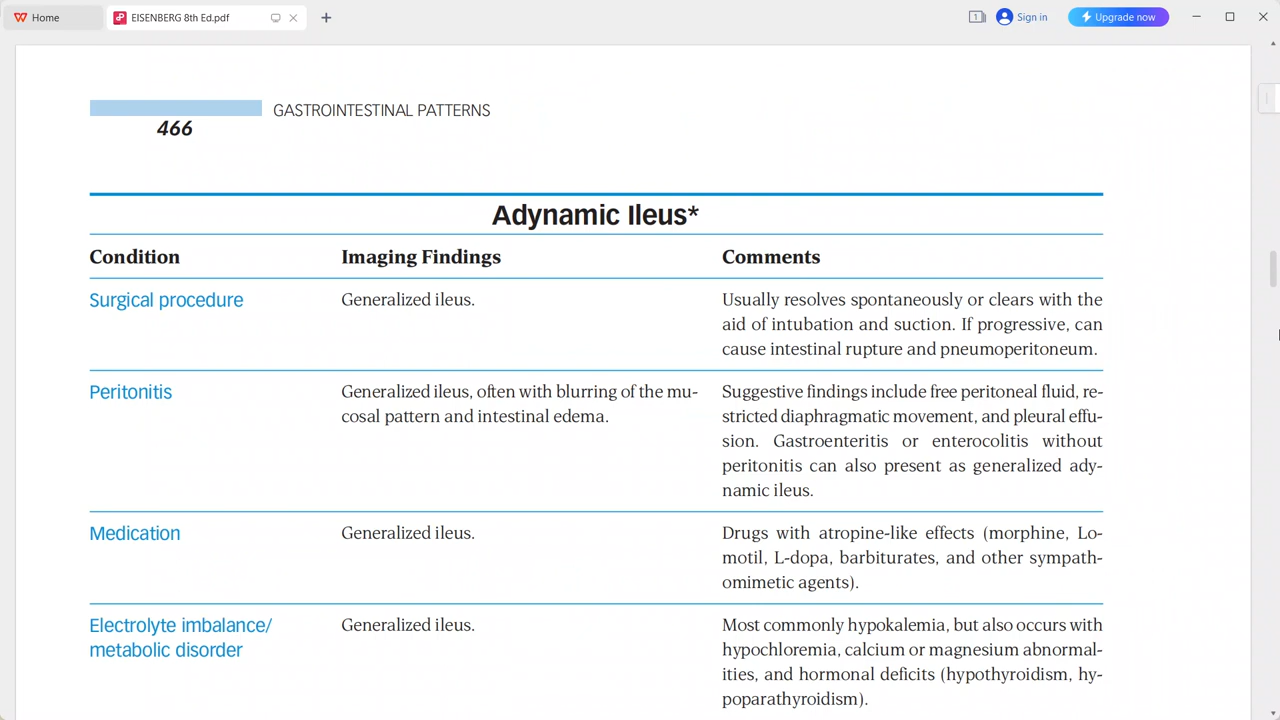 Home
EISENBERG 8th Ed.pdf
1
Sign in
Upgrade now
GASTROINTESTINAL PATTERNS
466
Adynamic Ileus*
Condition
Imaging Findings
Comments
Surgical procedure
Generalized ileus.
Usually resolves spontaneously or clears with the
aid of intubation and suction. If progressive, can
cause intestinal rupture and pneumoperitoneum.
Peritonitis
Generalized ileus, often with blurring of the mu-
cosal pattern and intestinal edema.
Suggestive findings include free peritoneal fluid, re-
stricted diaphragmatic movement, and pleural effu-
sion. Gastroenteritis or enterocolitis without
peritonitis can also present as generalized ady-
namic ileus.
Medication
Generalized ileus.
Drugs with atropine-like effects (morphine, Lo-
motil, L-dopa, barbiturates, and other sympath-
omimetic agents).
Electrolyte imbalance/
metabolic disorder
Generalized ileus.
Most commonly hypokalemia, but also occurs with
hypochloremia, calcium or magnesium abnormal-
ities, and hormonal deficits (hypothyroidism, hy-
poparathyroidism).